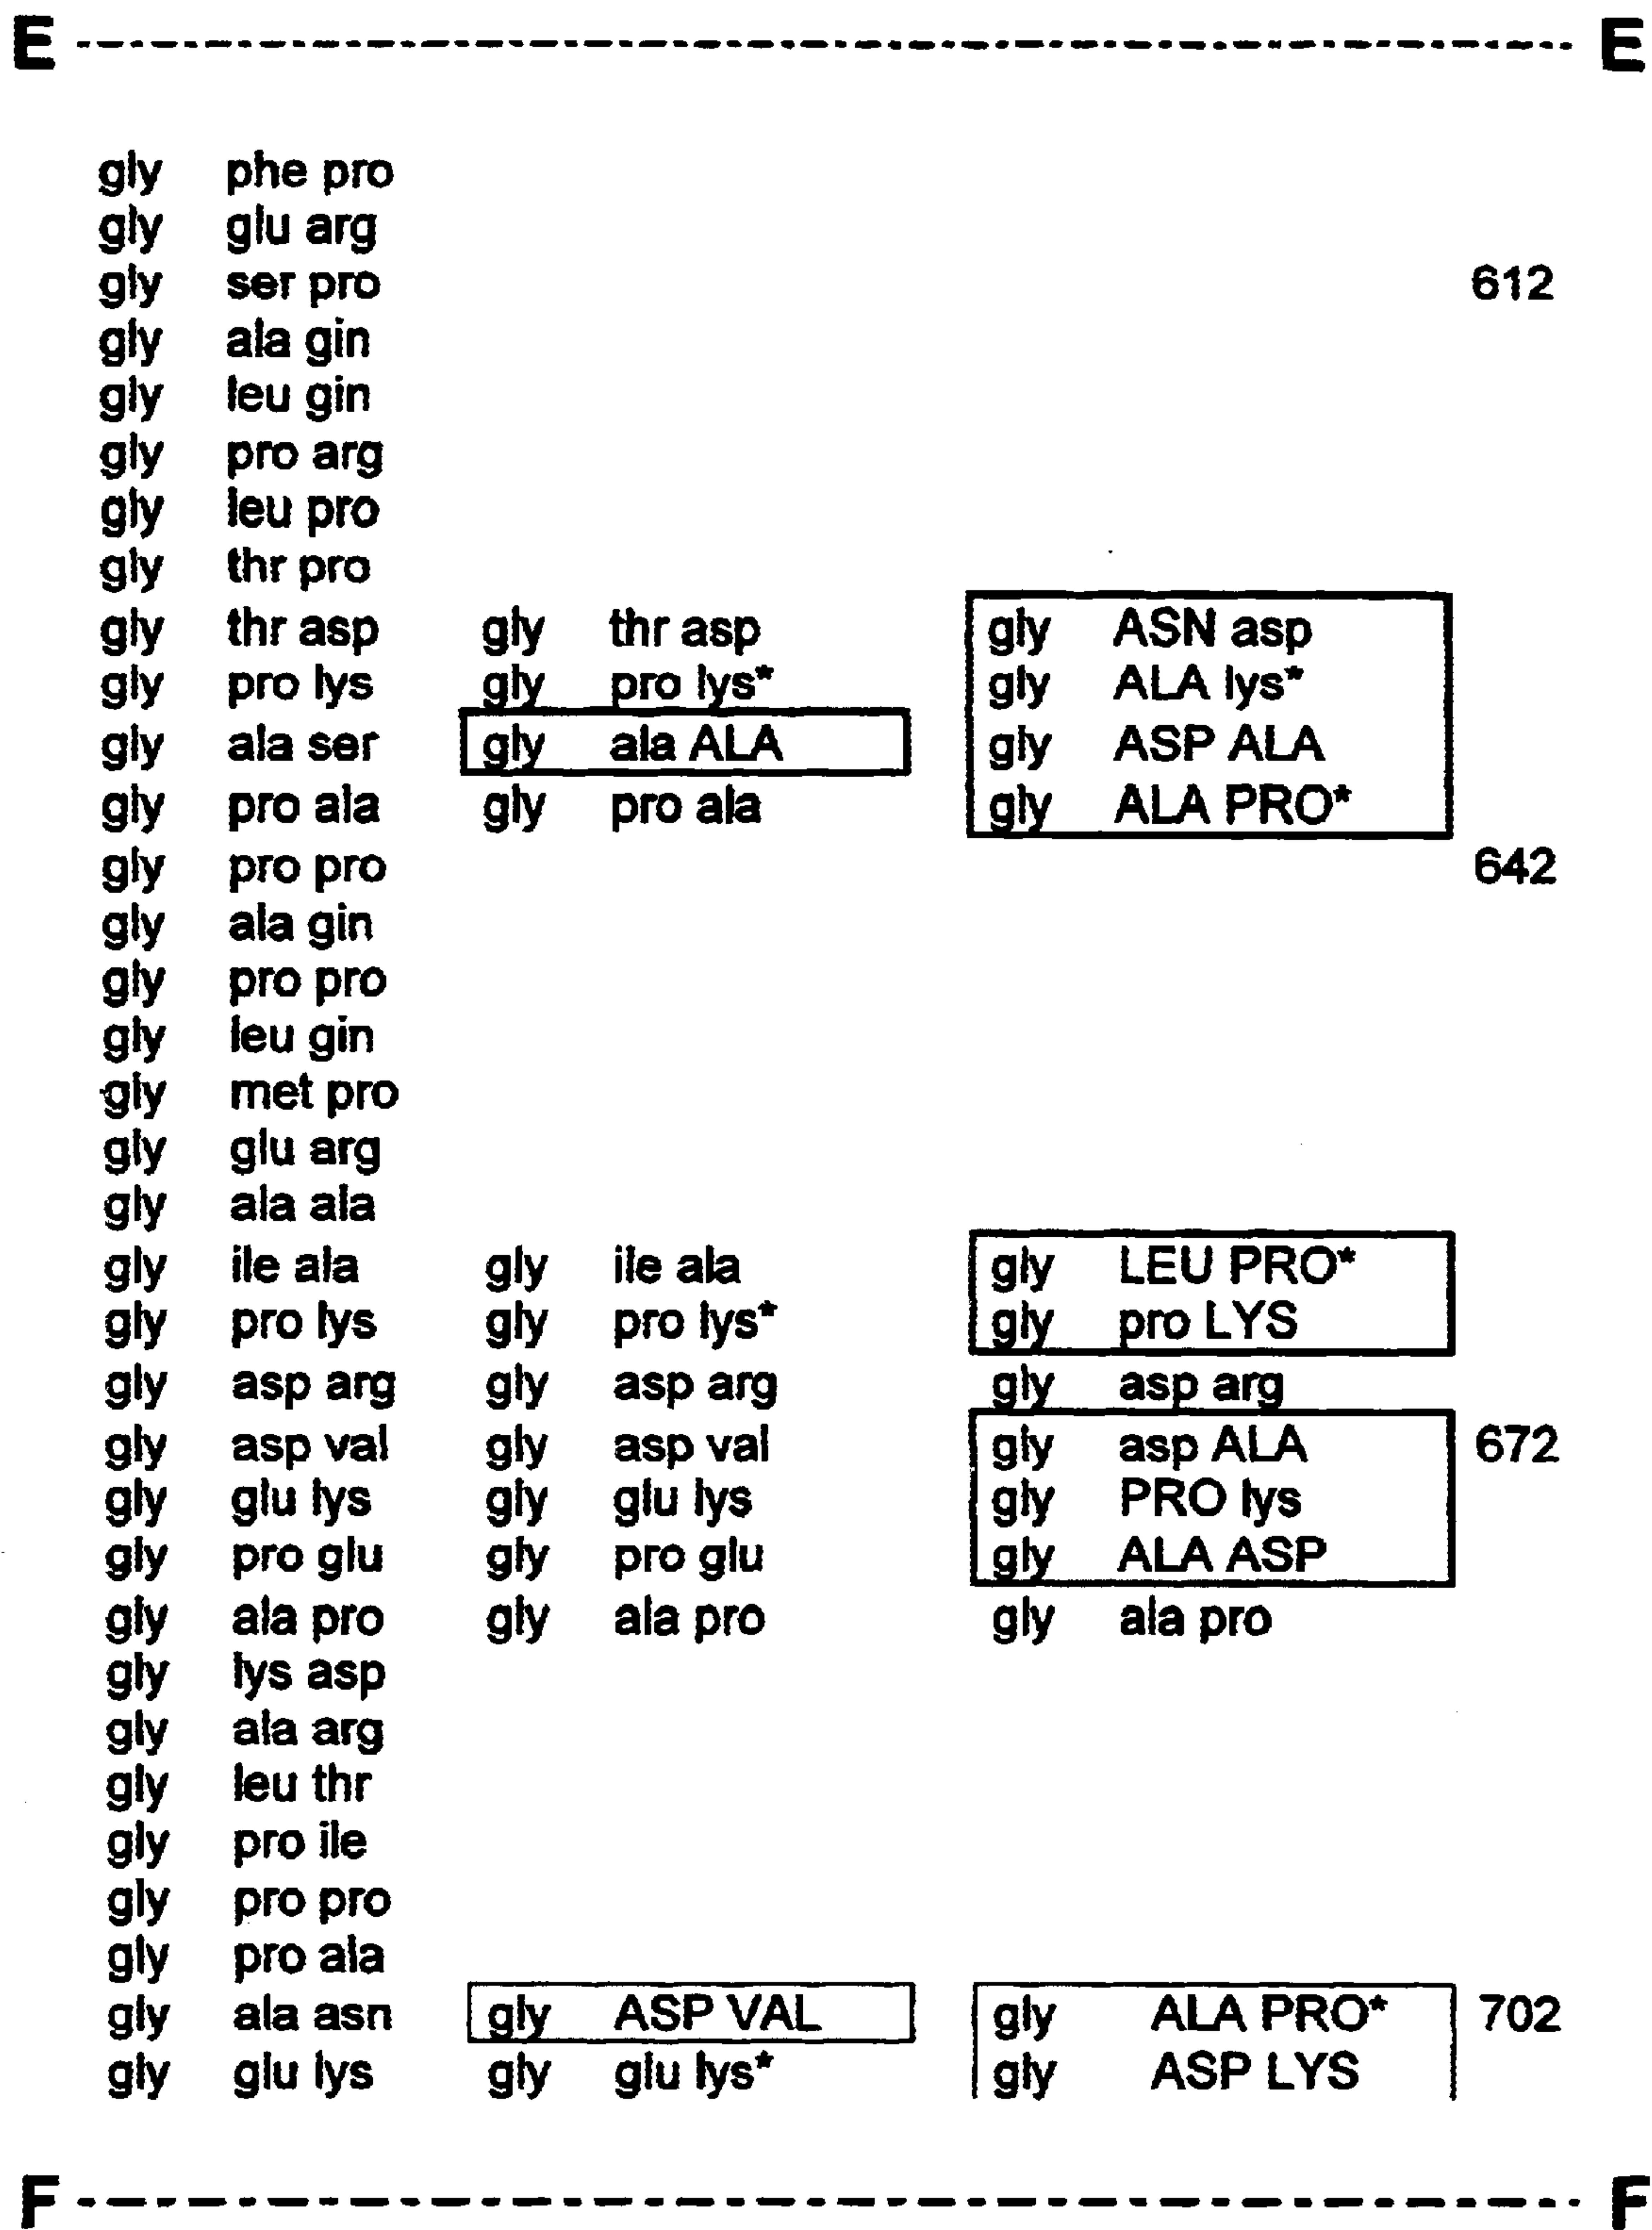 E E
gly phe pro
gly glu arg
gly ser pro 612
gly ala gin
gly leu gin
gly pro arg
gly leu pro
gly thr pro
gly thr asp gly thr asp gly ASN asp
gly pro lys gly pro lys* gly ALA lys*
gly ala ser gly ala ALA gly ASP ALA
gly pro ala gly pro ala gly ALA PRO*
gly pro pro 642
gly ala gin
gly pro pro
gly leu gin
gly met pro
gly glu arg
gly ala ala
gly ile ala gly ile ala gly LEU PRO*
gly pro lys gly pro lys* gly pro LYS
gly asp arg gly asp arg gly asp arg
gly asp val gly asp val gly asp ALA 672
gly glu lys gly glu lys gly PRO lys
gly pro glu gly pro glu gly ALA ASP
gly ala pro gly ala pro gly ala pro
gly lys asp
gly ala arg
gly leu thr
gly pro ile
gly pro pro
gly pro ala
gly ala asn gly ASP VAL gly ALA PRO* 702
gly glu lys gly glu lys* gly ASP LYS
F F